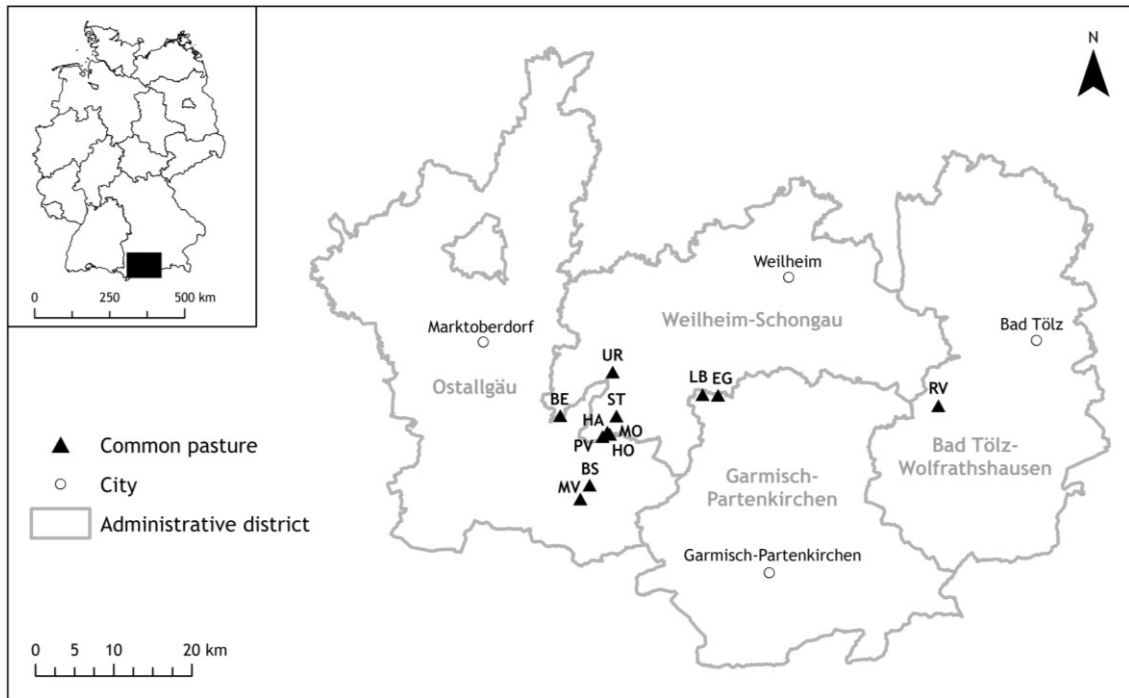 N
0 250 500 km
Weilheim
Weilheim-Schongau
Marktoberdorf
Bad Tölz
Ostallgäu
UR
LB EG
RV
BE
ST
HA
MO
PV
HO
Bad Tölz-
Wolfrathshausen
BS
MV
Garmisch-
Partenkirchen
Garmisch-Partenkirchen
Common pasture
City
Administrative district
0 5 10 20 km